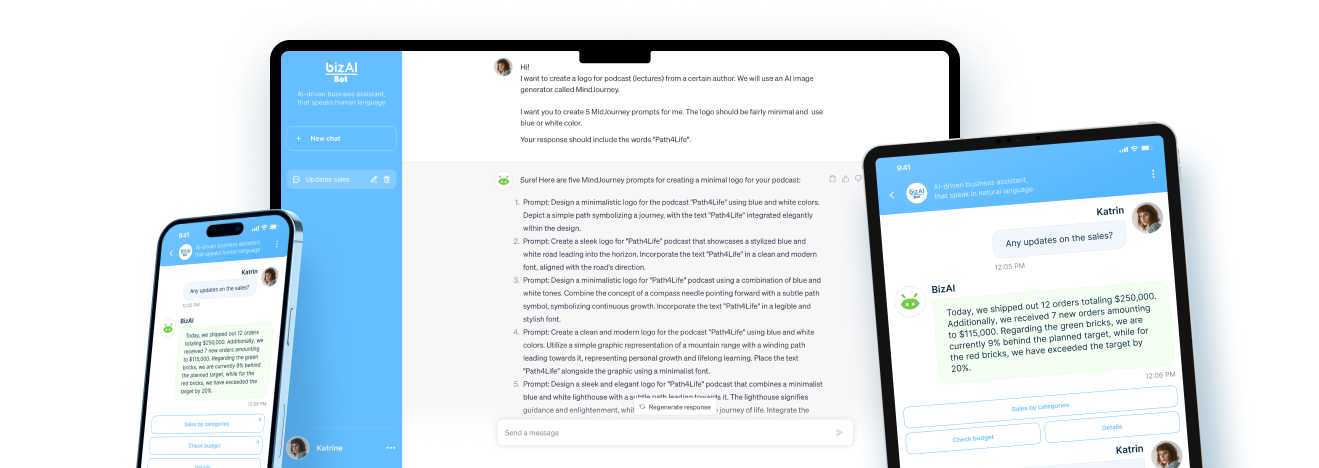 bizAI
Bot
AI-driven business assistant,
that speaks human language
+ New chat
Updates sales
Katrine
Hi!
I want to create a logo for podcast (lectures) from a certain author. We will use an AI image
generator called MindJourney.
I want you to create 5 MidJourney prompts for me. The logo should be fairly minimal and use
blue or white color.
Your response should include the words "Path4Life".
Sure! Here are five MindJourney prompts for creating a minimal logo for your podcast:
1. Prompt: Design a minimalistic logo for the podcast "Path4Life" using blue and white colors.
Depict a simple path symbolizing a journey, with the text "Path4Life" integrated elegantly
within the design.
2. Prompt: Create a sleek logo for "Path4Life" podcast that showcases a stylized blue and
white road leading into the horizon. Incorporate the text "Path4Life" in a clean and modern
font, aligned with the road's direction.
3. Prompt: Design a minimalistic logo for "Path4Life" podcast using a combination of blue and
white tones. Combine the concept of a compass needle pointing forward with a subtle path
symbol, symbolizing continuous growth. Incorporate the text "Path4Life" in a legible and
stylish font.
4. Prompt: Create a clean and modern logo for the podcast "Path4Life" using blue and white
colors. Utilize a simple graphic representation of a mountain range with a winding path
leading towards it, representing personal growth and lifelong learning. Place the text
"Path4Life" alongside the graphic using a minimalist font.
5. Prompt: Design a sleek and elegant logo for "Path4Life" podcast that combines a minimalist
blue and white lighthouse with a subtle path leading towards it. The lighthouse signifies
guidance and enlightenment, whil journey of life. Integrate the
Regenerate response
Send a message
9:41
bizAI
Bot
AI-driven business assistant,
that speaks human language
Katrin
Any updates on the sales?
12:05 PM
BizAI
Today, we shipped out 12 orders
totaling $250,000. Additionally, we
received 7 new orders amounting
to $115,000. Regarding the green
bricks, we are currently 9% behind
the planned target, while for the
red bricks, we have exceeded the
target by 20%.
12:06 PM
Sales by categories
Check budget
Details
9:41
bizAI
Bot
AI-driven business assistant,
that speak in natural language
Katrin
Any updates on the sales?
12:05 PM
BizAI
Today, we shipped out 12 orders totaling $250,000.
Additionally, we received 7 new orders amounting
to $115,000. Regarding the green bricks, we are
currently 9% behind the planned target, while for
the red bricks, we have exceeded the target by
20%.
12:06 PM
Sales by categories
Check budget
Details
Katrin